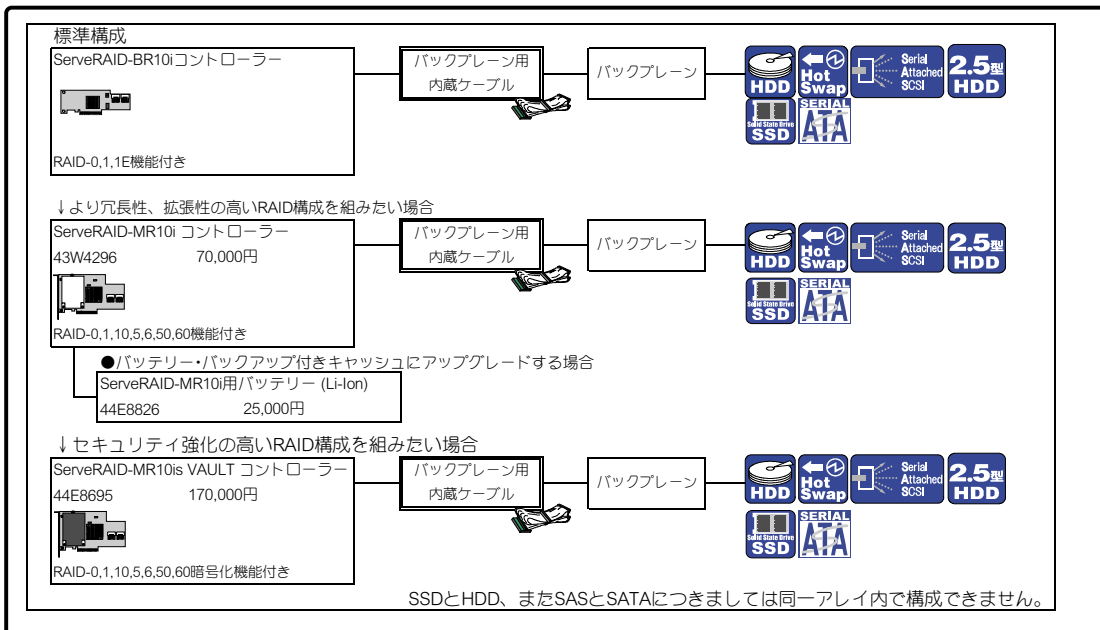 標準構成
ServeRAID-BR10iコントローラー
RAID-0,1,1E機能付き
バックプレーン用
内蔵ケーブル
バックプレーン
HDD
Hot
Swap
Serial
Attached
SCSI
2.5型
HDD
Solid State Drive
SSD
SERIAL
ATA
↓より冗長性、拡張性の高いRAID構成を組みたい場合
ServeRAID-MR10i コントローラー
43W4296 70,000円
RAID-0,1,10,5,6,50,60機能付き
バックプレーン用
内蔵ケーブル
バックプレーン
HDD
Hot
Swap
Serial
Attached
SCSI
2.5型
HDD
Solid State Drive
SSD
SERIAL
ATA
●バッテリー・バックアップ付きキャッシュにアップグレードする場合
ServeRAID-MR10i用バッテリー (Li-Ion)
44E8826 25,000円
↓セキュリティ強化の高いRAID構成を組みたい場合
ServeRAID-MR10is VAULT コントローラー
44E8695 170,000円
RAID-0,1,10,5,6,50,60暗号化機能付き
バックプレーン用
内蔵ケーブル
バックプレーン
HDD
Hot
Swap
Serial
Attached
SCSI
2.5型
HDD
Solid State Drive
SSD
SERIAL
ATA
SSDとHDD、またSASとSATAにつきましては同一アレイ内で構成できません。